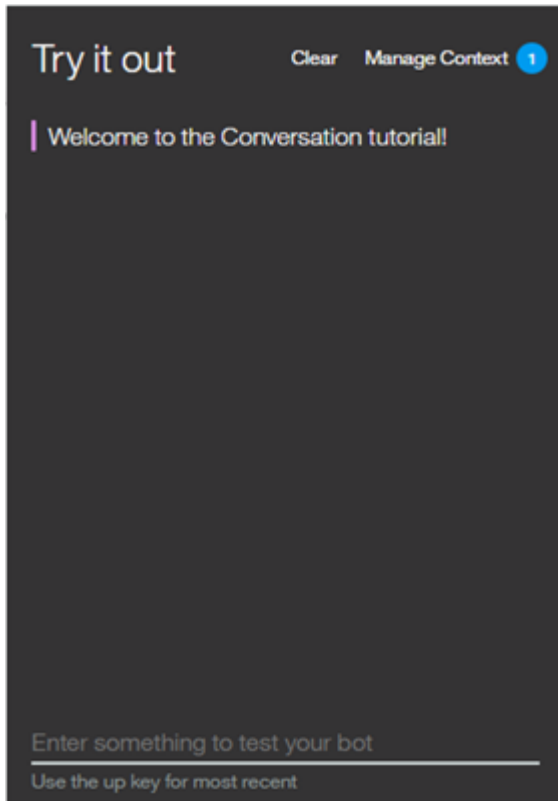 Try it out Clear Manage Context 1
Welcome to the Conversation tutorial!
Enter something to test your bot
Use the up key for most recent